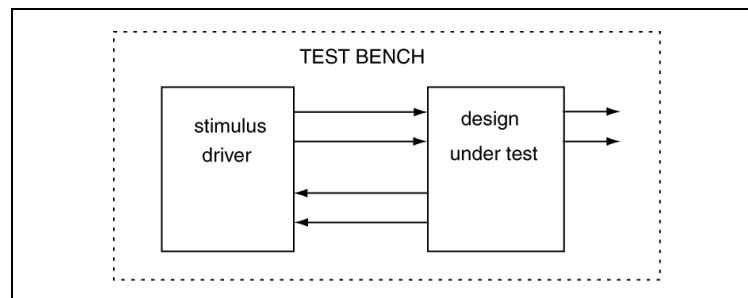 TEST BENCH
stimulus
driver
design
under test